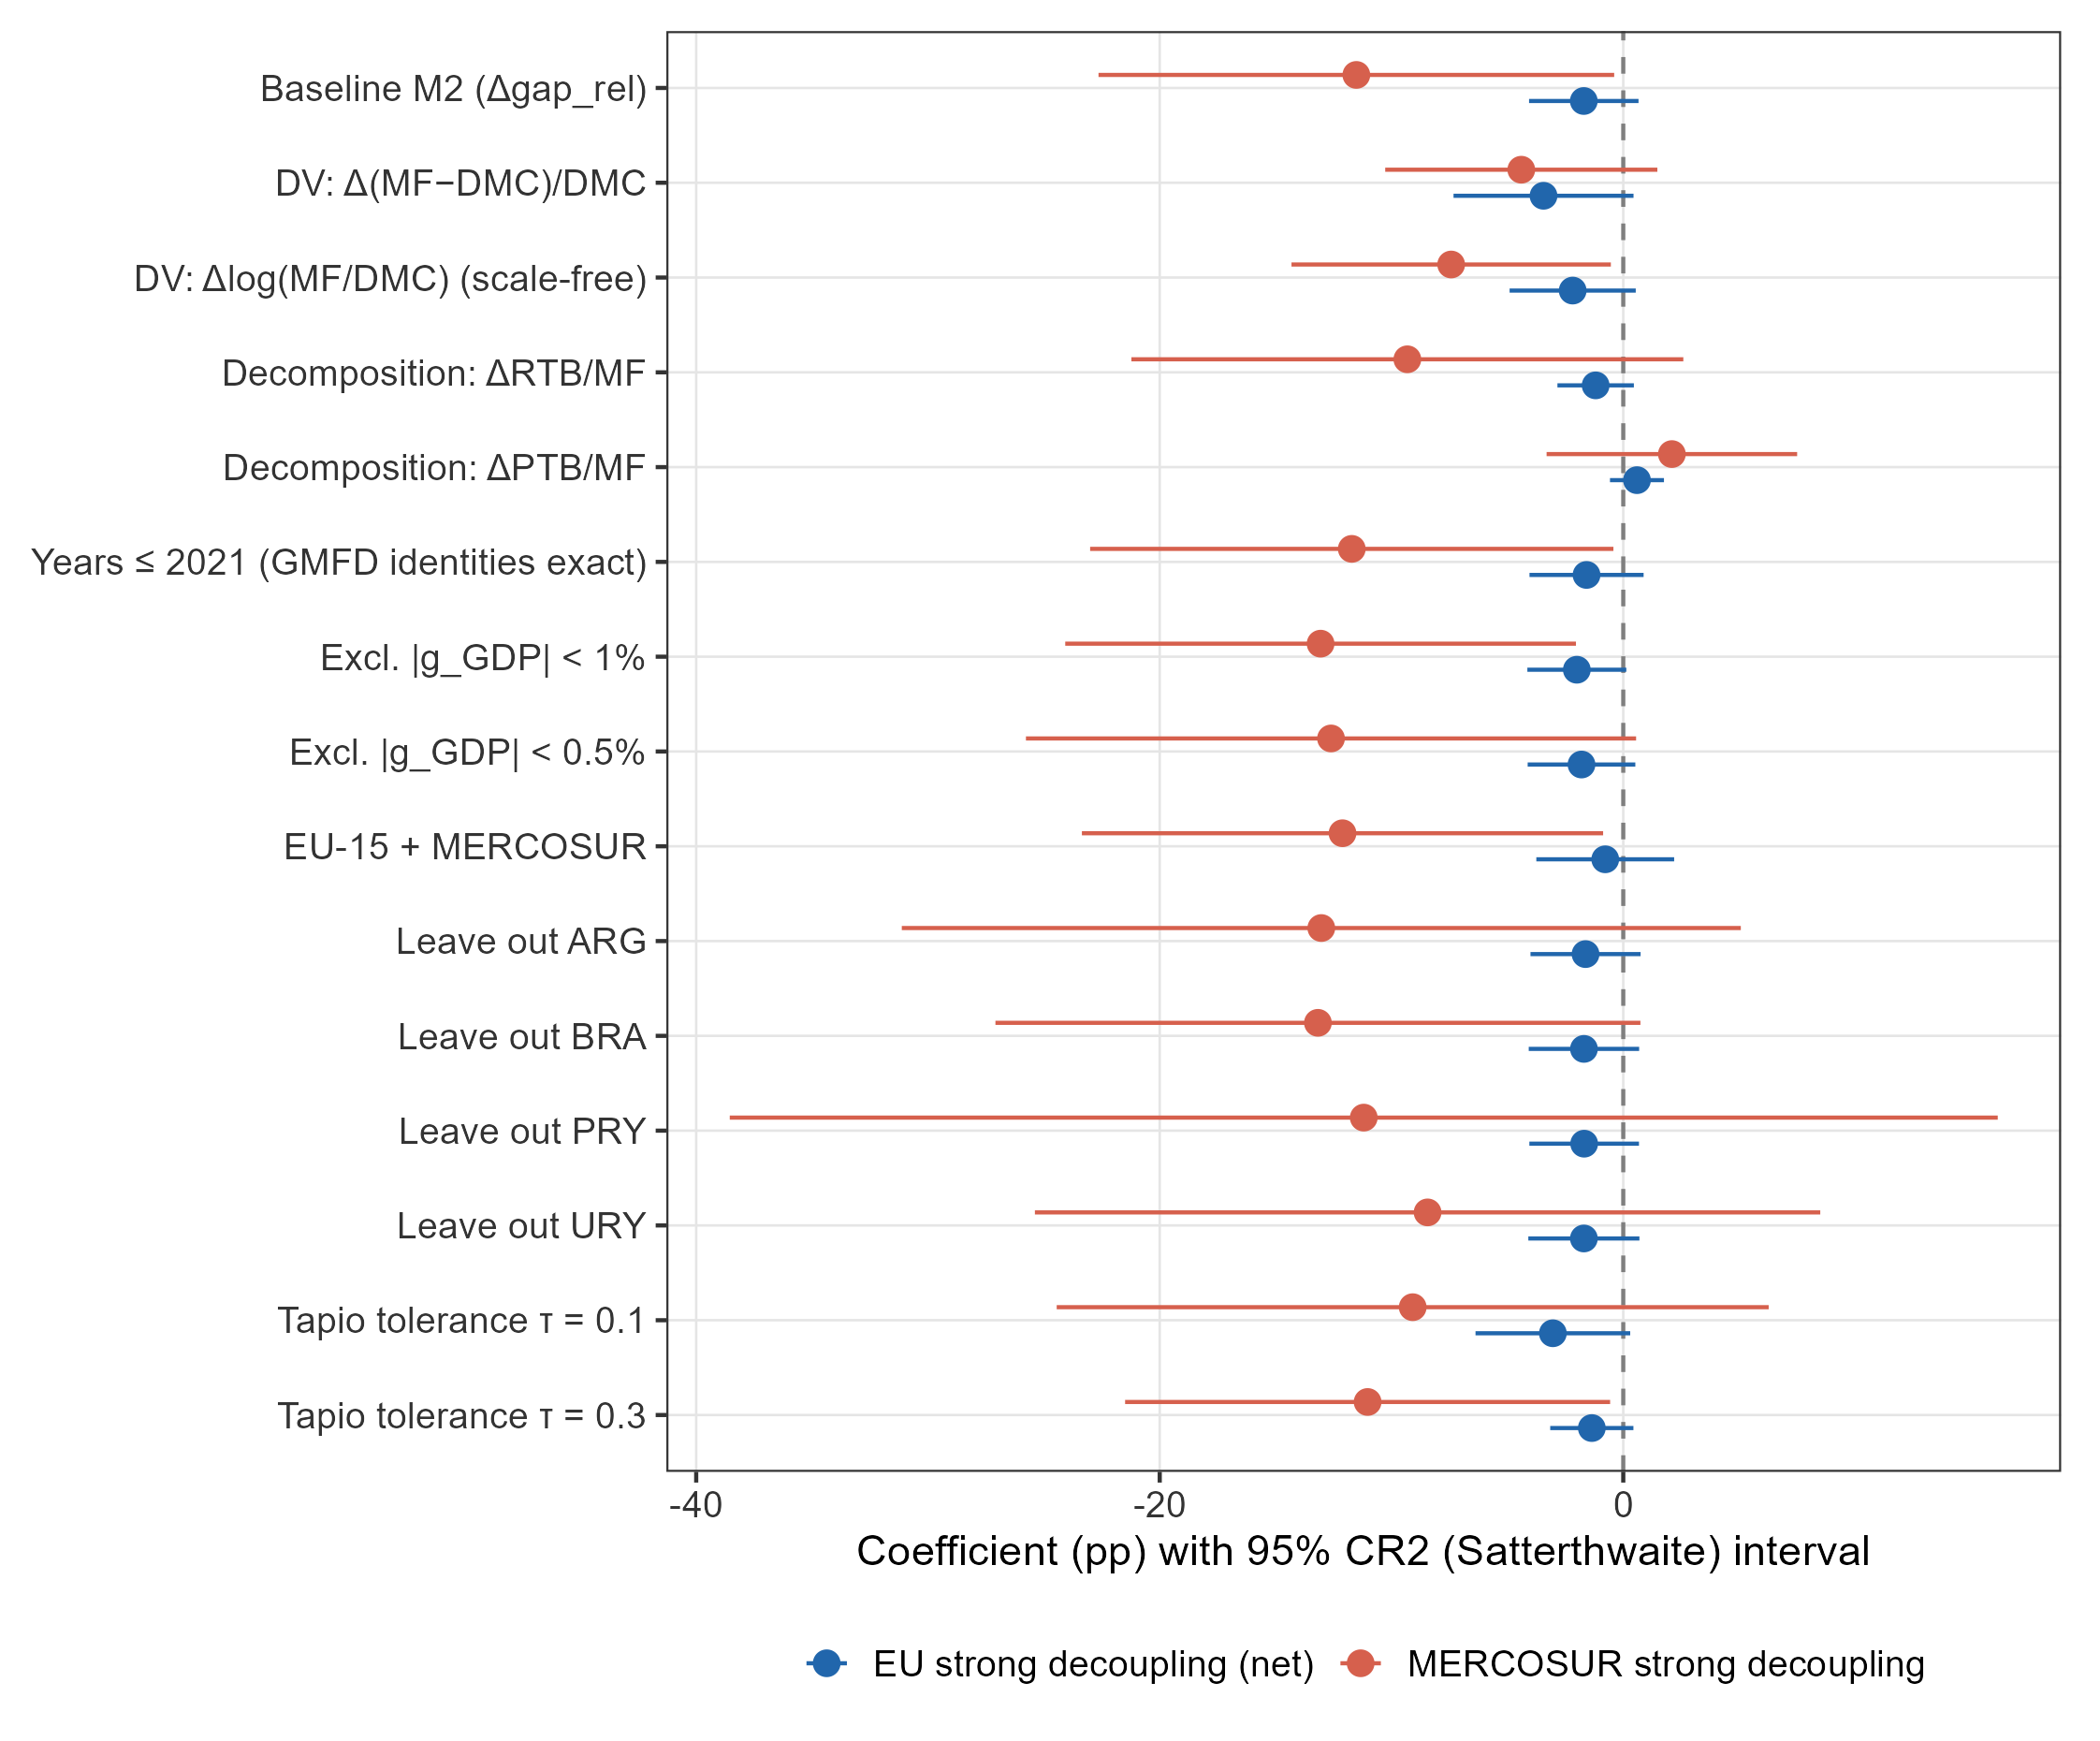 Baseline M2 (Δgap_rel)
DV: Δ(MF−DMC)/DMC
DV: Δlog(MF/DMC) (scale-free)
Decomposition: ΔRTB/MF
Decomposition: ΔPTB/MF
Years ≤ 2021 (GMFD identities exact)
Excl. |g_GDP| < 1%
Excl. |g_GDP| < 0.5%
EU-15 + MERCOSUR
Leave out ARG
Leave out BRA
Leave out PRY
Leave out URY
Tapio tolerance τ = 0.1
Tapio tolerance τ = 0.3
-40 -20 0
Coefficient (pp) with 95% CR2 (Satterthwaite) interval
EU strong decoupling (net) MERCOSUR strong decoupling